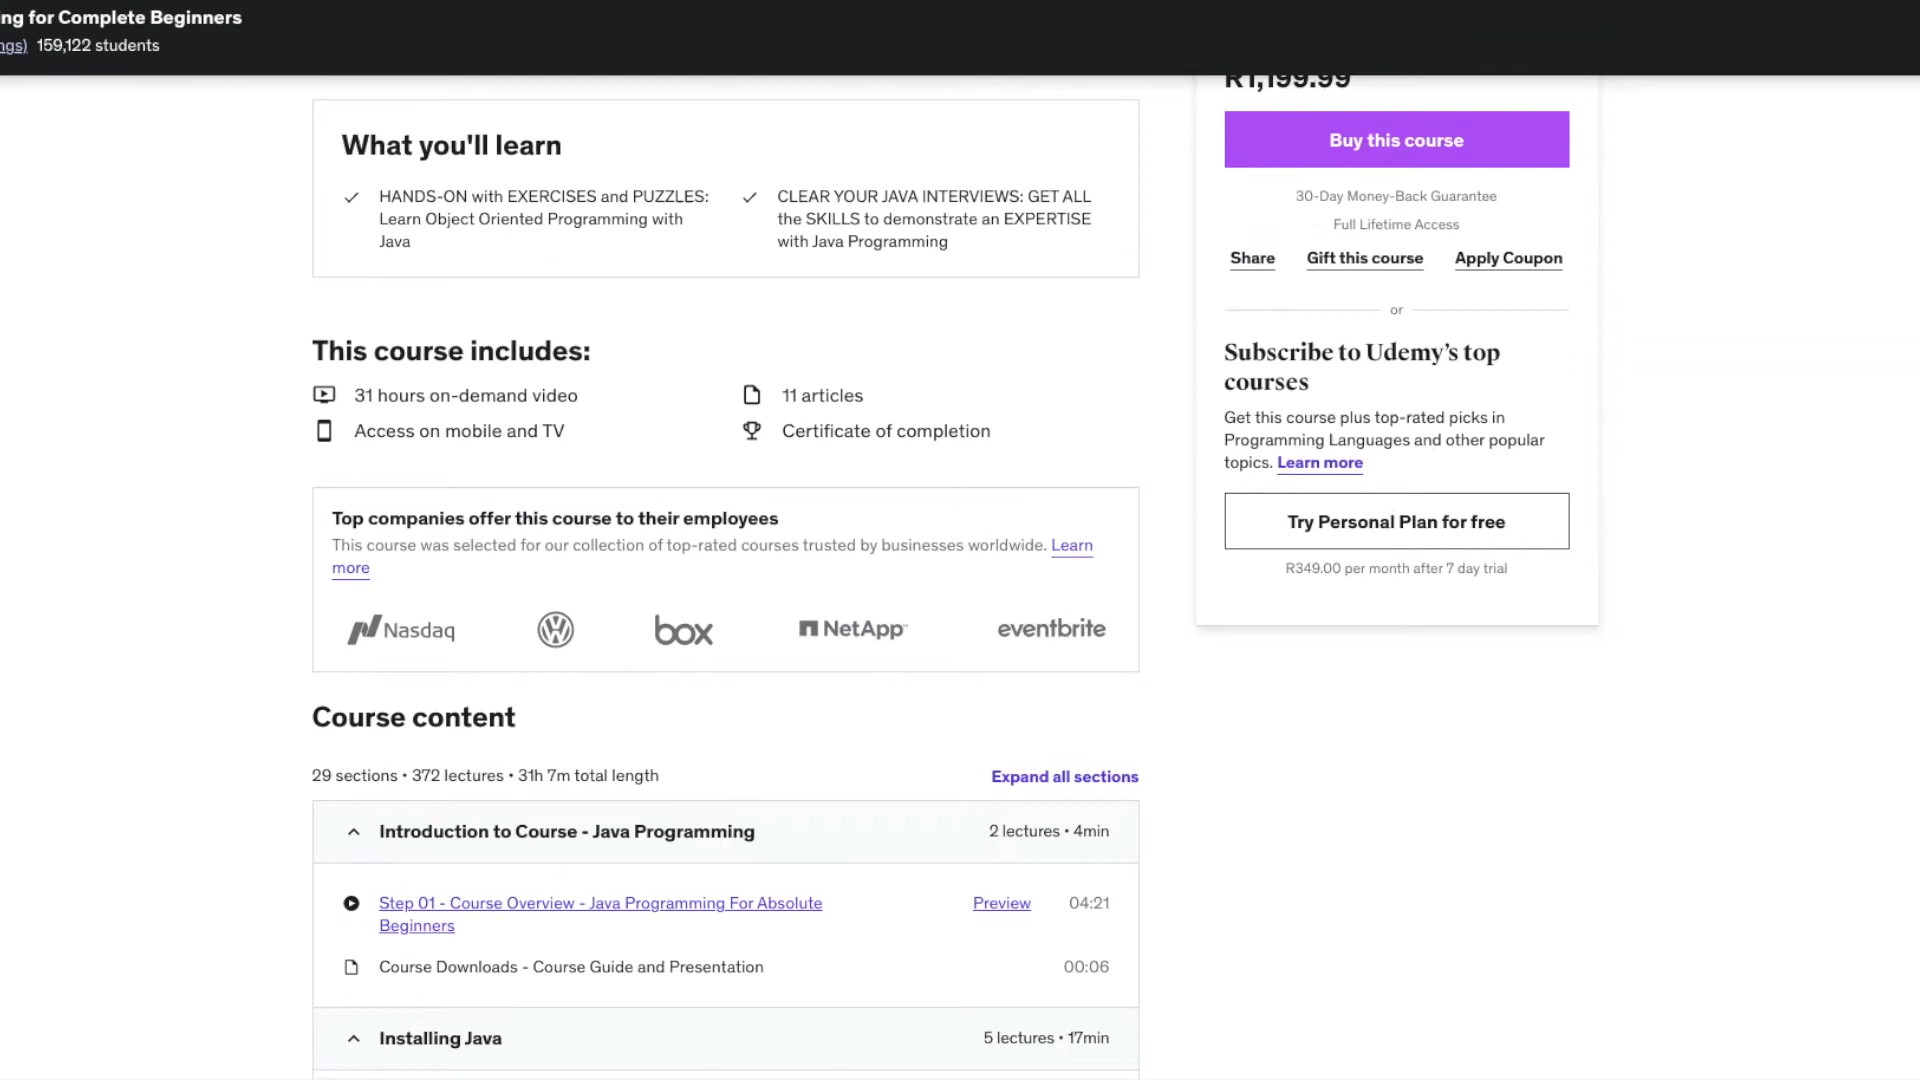 ng for Complete Beginners
ngs) 159,122 students
R1,199.99
What you'll learn
HANDS-ON with EXERCISES and PUZZLES:
Learn Object Oriented Programming with
Java
CLEAR YOUR JAVA INTERVIEWS: GET ALL
the SKILLS to demonstrate an EXPERTISE
with Java Programming
This course includes:
31 hours on-demand video
11 articles
Access on mobile and TV
Certificate of completion
Top companies offer this course to their employees
This course was selected for our collection of top-rated courses trusted by businesses worldwide. Learn
more
Nasdaq
box
NetApp
eventbrite
Course content
29 sections • 372 lectures • 31h 7m total length
Expand all sections
Introduction to Course - Java Programming
2 lectures • 4min
Step 01 - Course Overview - Java Programming For Absolute
Beginners
Preview
04:21
Course Downloads - Course Guide and Presentation
00:06
Installing Java
5 lectures • 17min
Buy this course
30-Day Money-Back Guarantee
Full Lifetime Access
Share
Gift this course
Apply Coupon
or
Subscribe to Udemy’s top
courses
Get this course plus top-rated picks in
Programming Languages and other popular
topics. Learn more
Try Personal Plan for free
R349.00 per month after 7 day trial